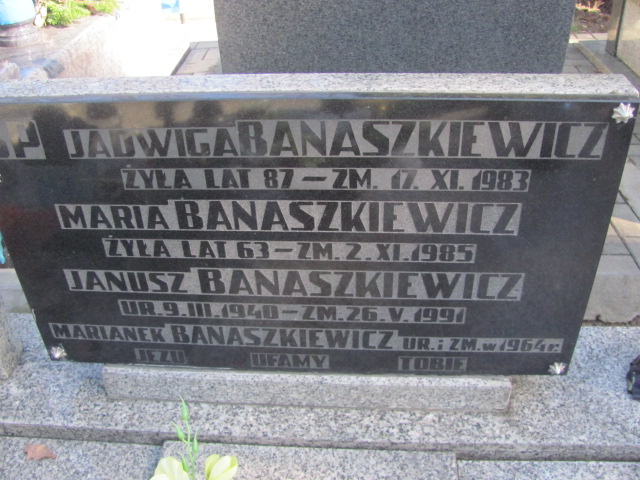 ŚP JADWIGA BANASZKIEWICZ
ŻYŁA LAT 87 – ZM. 17. XI. 1983
MARIA BANASZKIEWICZ
ŻYŁA LAT 63 – ZM. 2. XI. 1985
JANUSZ BANASZKIEWICZ
UR. 9. III. 1940 – ZM. 26. V. 1991
MARIANEK BANASZKIEWICZ UR. i ZM. w 1964 r.
JEZU UFAMY TOBIE